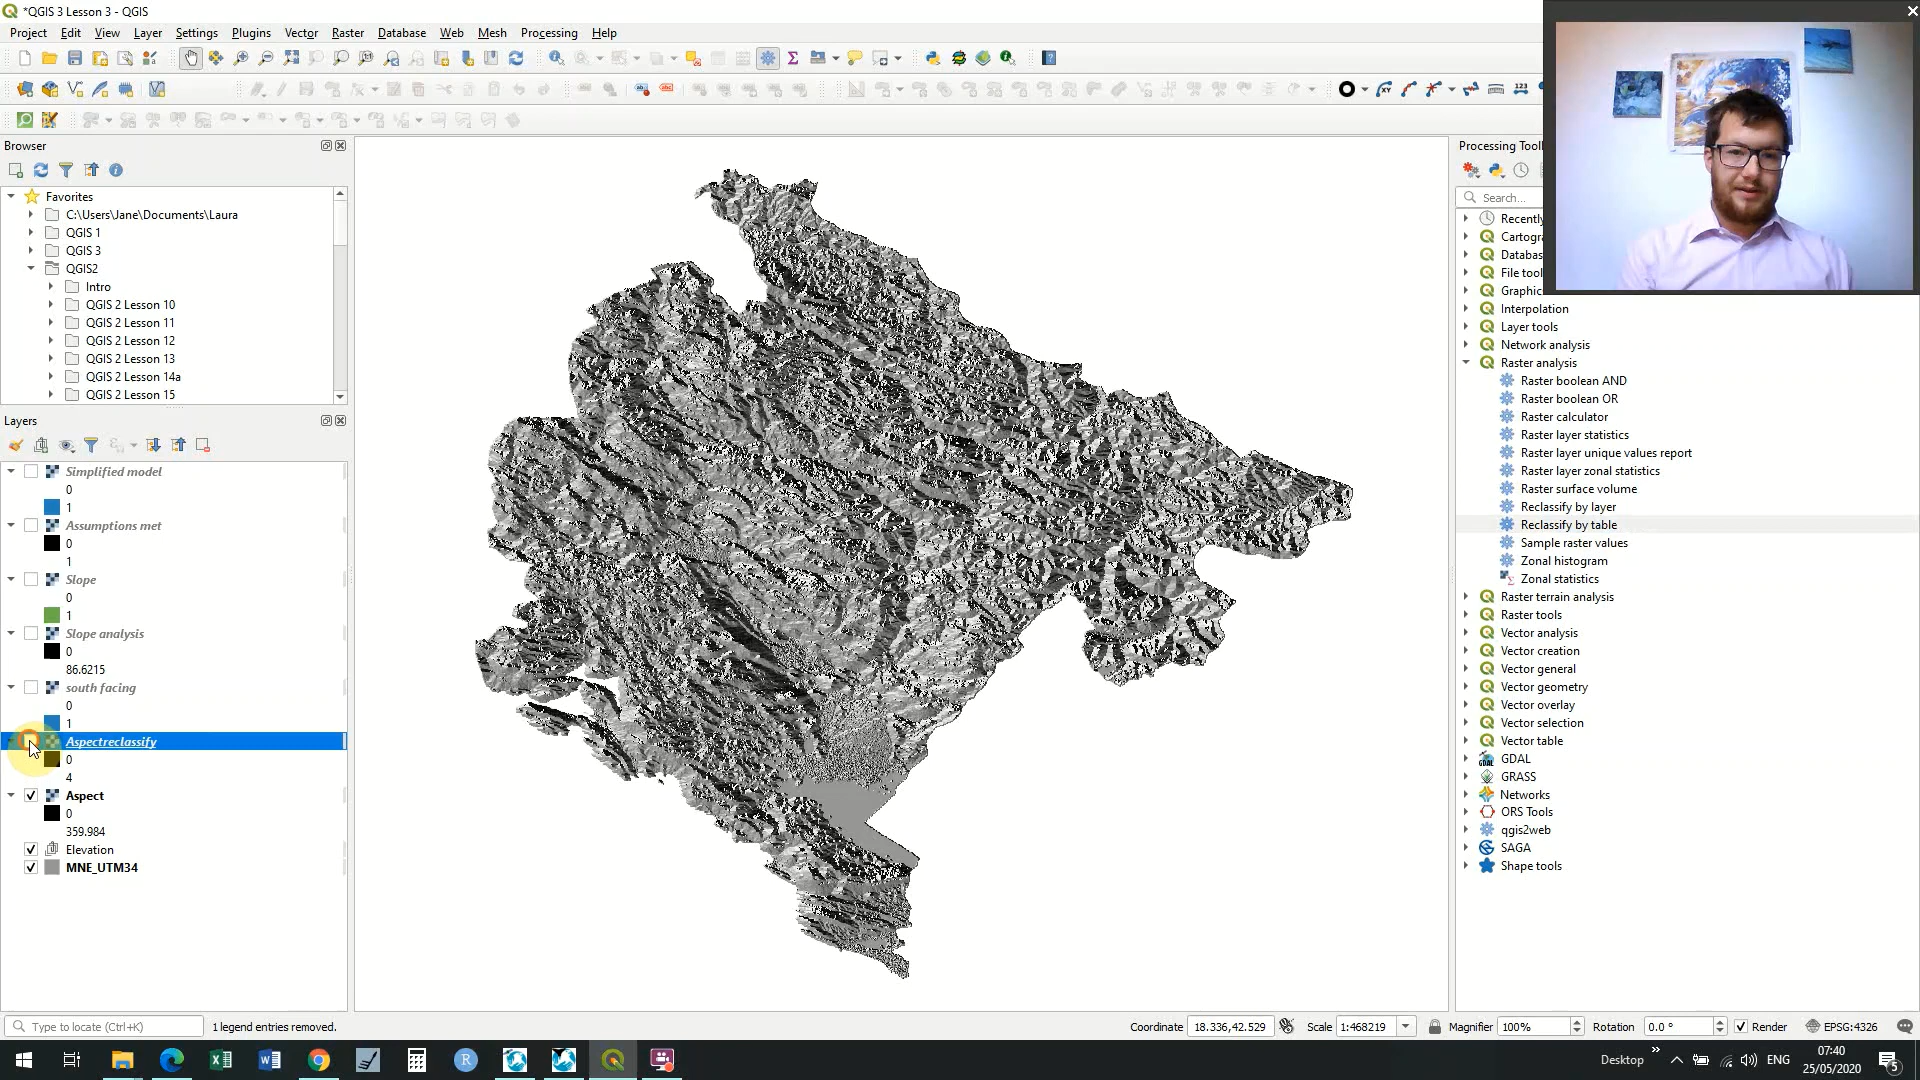 *QGIS 3 Lesson 3 - QGIS
Project Edit View Layer Settings Plugins Vector Raster Database Web Mesh Processing Help
Browser
Favorites
C:\Users\Jane\Documents\Laura
QGIS 1
QGIS 3
QGIS2
Intro
QGIS 2 Lesson 10
QGIS 2 Lesson 11
QGIS 2 Lesson 12
QGIS 2 Lesson 13
QGIS 2 Lesson 14a
QGIS 2 Lesson 15
Layers
Simplified model
0
1
Assumptions met
0
1
Slope
0
1
Slope analysis
0
86.6215
south facing
0
1
Aspectreclassify
0
4
Aspect
0
359.984
Elevation
MNE_UTM34
Processing Tool
Search...
Recently
Cartogra
Databas
File tool
Graphic
Interpolation
Layer tools
Network analysis
Raster analysis
Raster boolean AND
Raster boolean OR
Raster calculator
Raster layer statistics
Raster layer unique values report
Raster layer zonal statistics
Raster surface volume
Reclassify by layer
Reclassify by table
Sample raster values
Zonal histogram
Zonal statistics
Raster terrain analysis
Raster tools
Vector analysis
Vector creation
Vector general
Vector geometry
Vector overlay
Vector selection
Vector table
GDAL
GRASS
Networks
ORS Tools
qgis2web
SAGA
Shape tools
Type to locate (Ctrl+K) 1 legend entries removed. Coordinate 18.336,42.529 Scale 1:468219 Magnifier 100% Rotation 0.0 ° Render EPSG:4326
Desktop ENG 07:40
25/05/2020 5